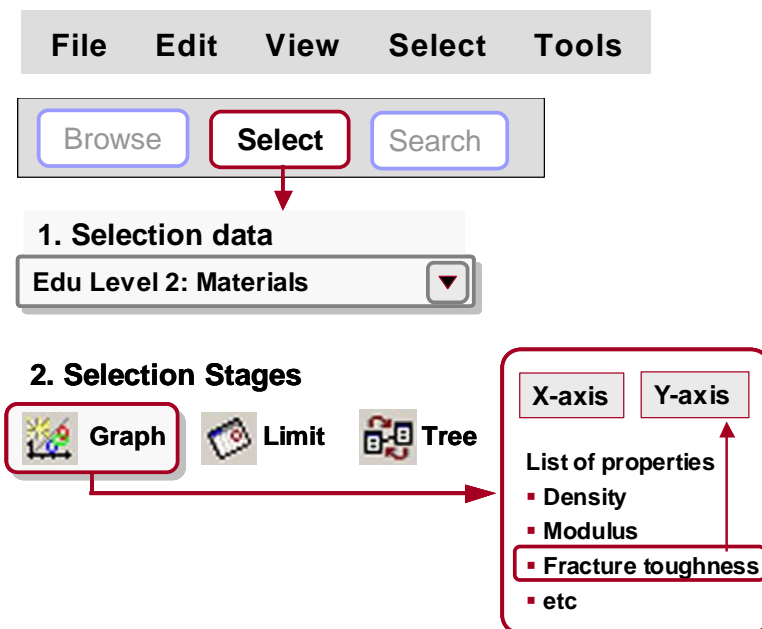 File Edit View Select Tools
Browse Select Search
1. Selection data
Edu Level 2: Materials
2. Selection Stages
Graph Limit Tree
X-axis Y-axis
List of properties
▪ Density
▪ Modulus
▪ Fracture toughness
▪ etc